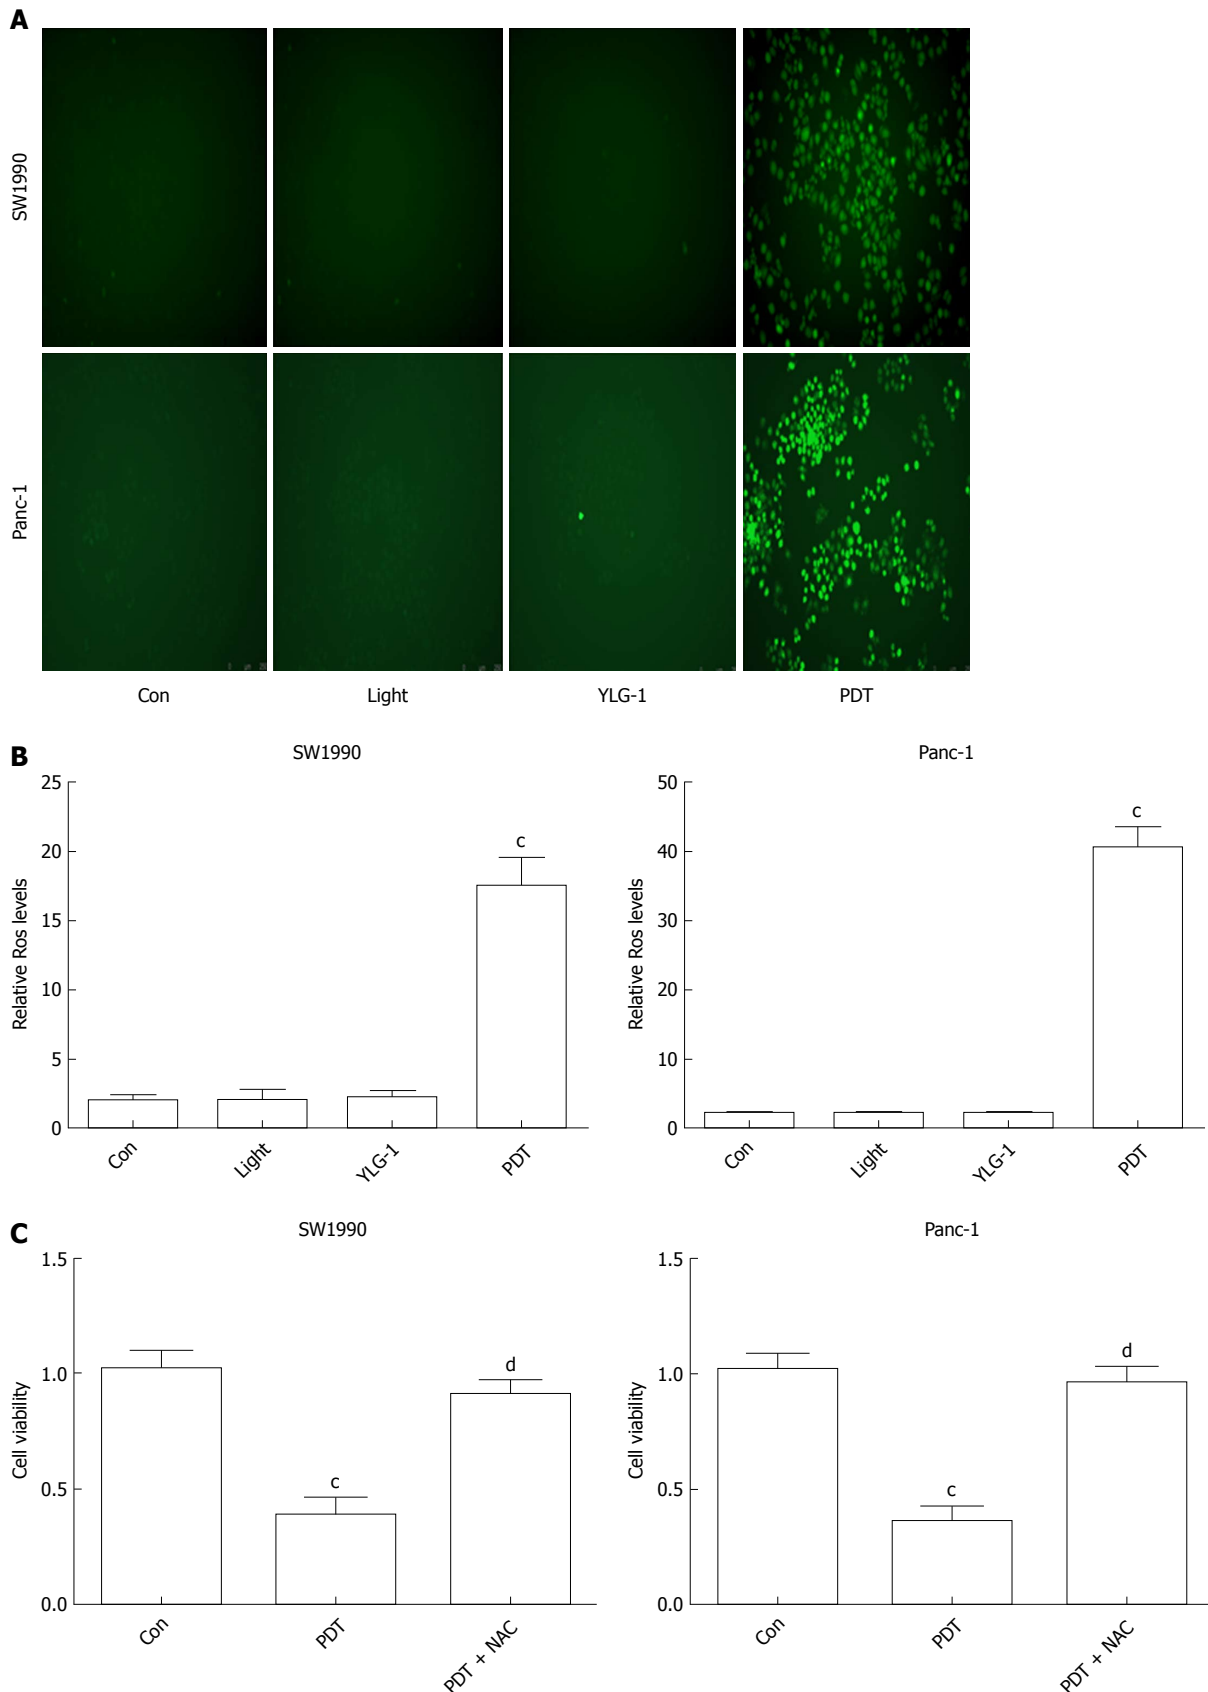 A
SW1990
Panc-1
Con
Light
YLG-1
PDT
B
SW1990
Relative Ros levels
25
20
15
10
5
0
c
Con
Light
YLG-1
PDT
Panc-1
Relative Ros levels
50
40
30
20
10
0
c
Con
Light
YLG-1
PDT
C
SW1990
Cell viability
1.5
1.0
0.5
0.0
c
d
Con
PDT
PDT + NAC
Panc-1
Cell viability
1.5
1.0
0.5
0.0
c
d
Con
PDT
PDT + NAC